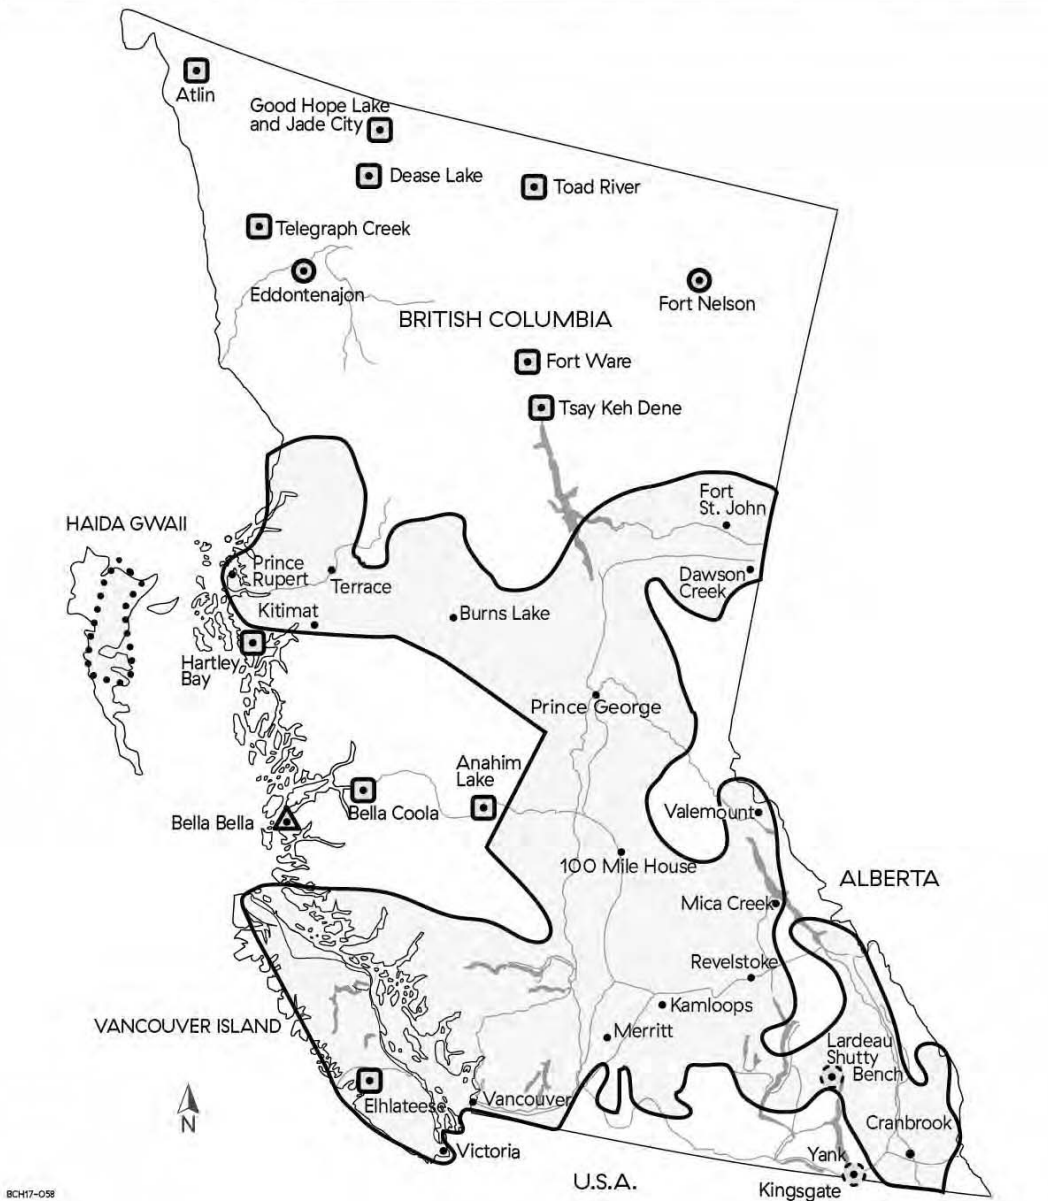 Atlin
Good Hope Lake
and Jade City
Dease Lake
Toad River
Telegraph Creek
Eddontenajon
Fort Nelson
BRITISH COLUMBIA
Fort Ware
Tsay Keh Dene
Fort
St. John
HAIDA GWAII
Prince
Rupert
Terrace
Dawson
Creek
Kitimat
Burns Lake
Hartley
Bay
Prince George
Anahim
Lake
Bella Coola
Bella Bella
Valemount
100 Mile House
ALBERTA
Mica Creek
Revelstoke
Kamloops
VANCOUVER ISLAND
Merritt
Lardeau
Shutty
Bench
N
Ehlateese
Vancouver
Cranbrook
Victoria
Yank
U.S.A.
Kingsgate
BCH17-058